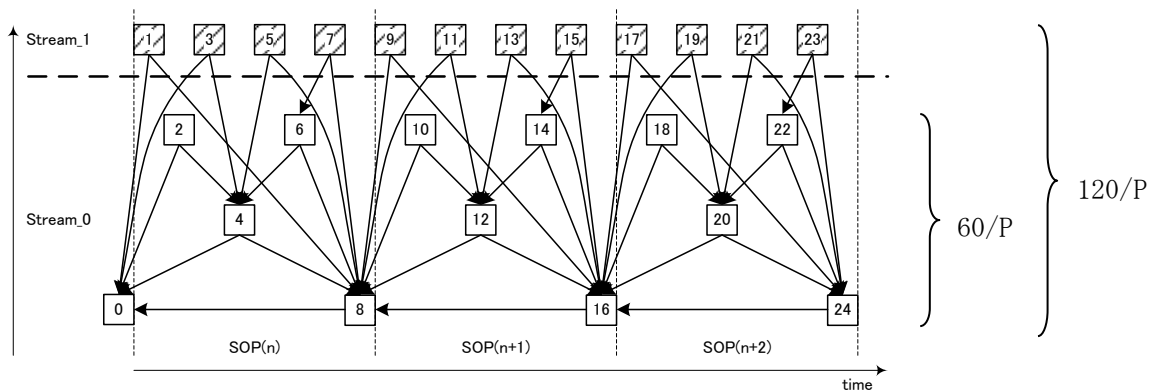 Stream_1 1 3 5 7 9 11 13 15 17 19 21 23
2 6 10 14 18 22
120/P
Stream_0 4 12 20
60/P
0 8 16 24
SOP(n) SOP(n+1) SOP(n+2)
time